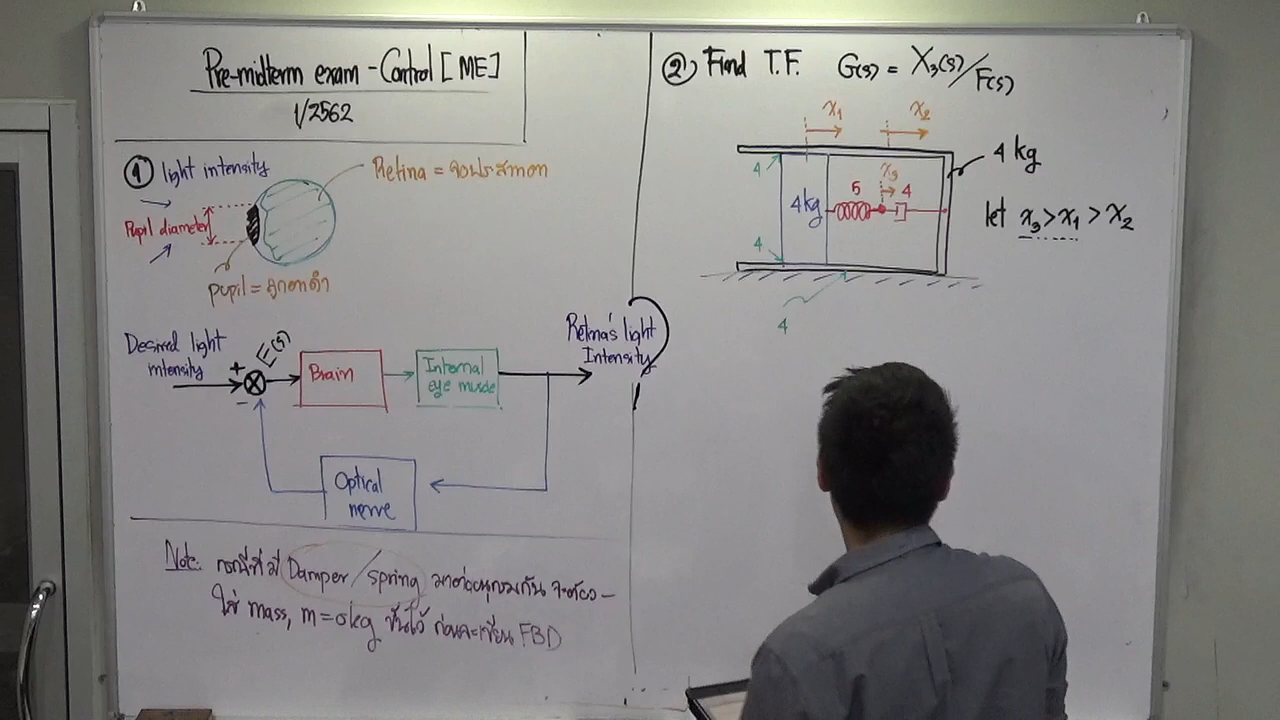 Pre-midterm exam - Control [ME]
1/2562
① light intensity
Retina = จอประสาทตา
Pupil diameter
pupil = ลูกตาดำ
Desired light
intensity
+
E(s)
-
Brain
Internal
eye muscle
Retina's light
Intensity
Optical
nerve
Note: กรณีที่มี Damper/spring มาต่ออนุกรมกัน จะต้อง -
ใช้ mass, m = 0 kg ขั้นไว้ ก่อนจะเขียน FBD
② Find T.F. G(s) = X₃(s)/F(s)
x₁
x₂
4 kg
4
x₃
5
4
4kg
let x₃ > x₁ > x₂
4
4